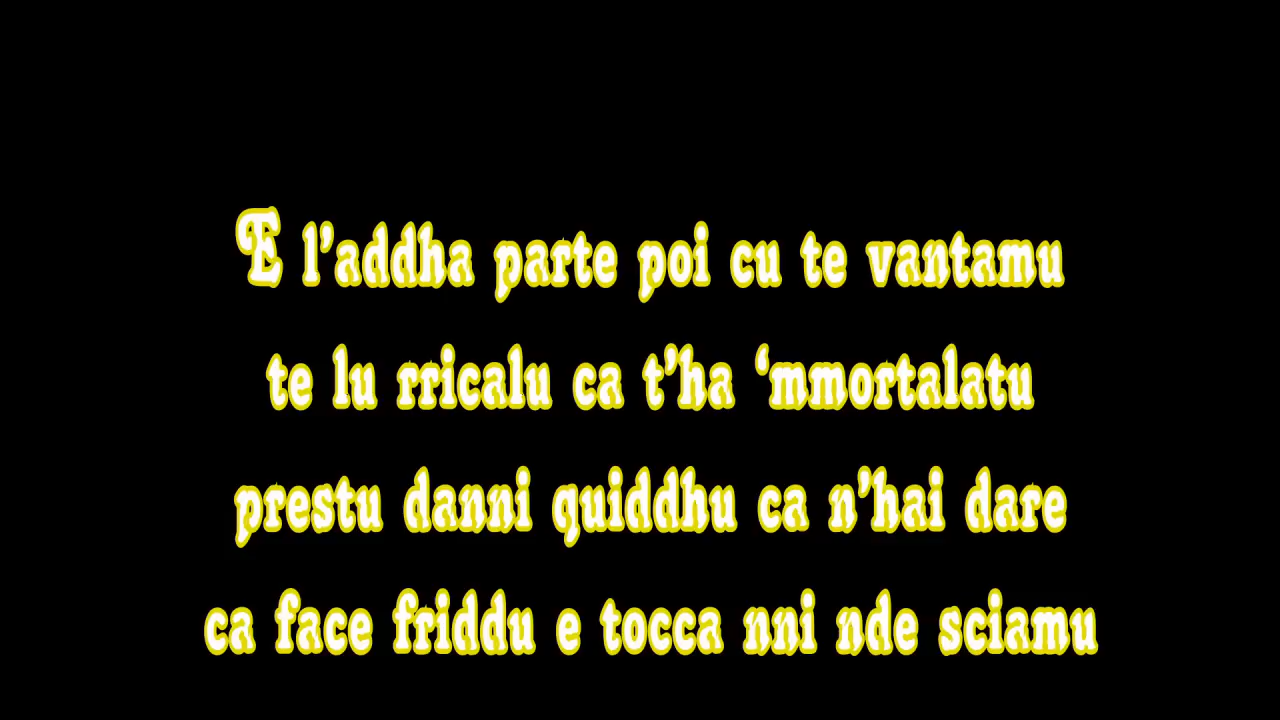 E l’addha parte poi cu te vantamu
te lu rricalu ca t’ha ‘mmortalatu
prestu danni quiddhu ca n’hai dare
ca face friddu e tocca nni nde sciamu